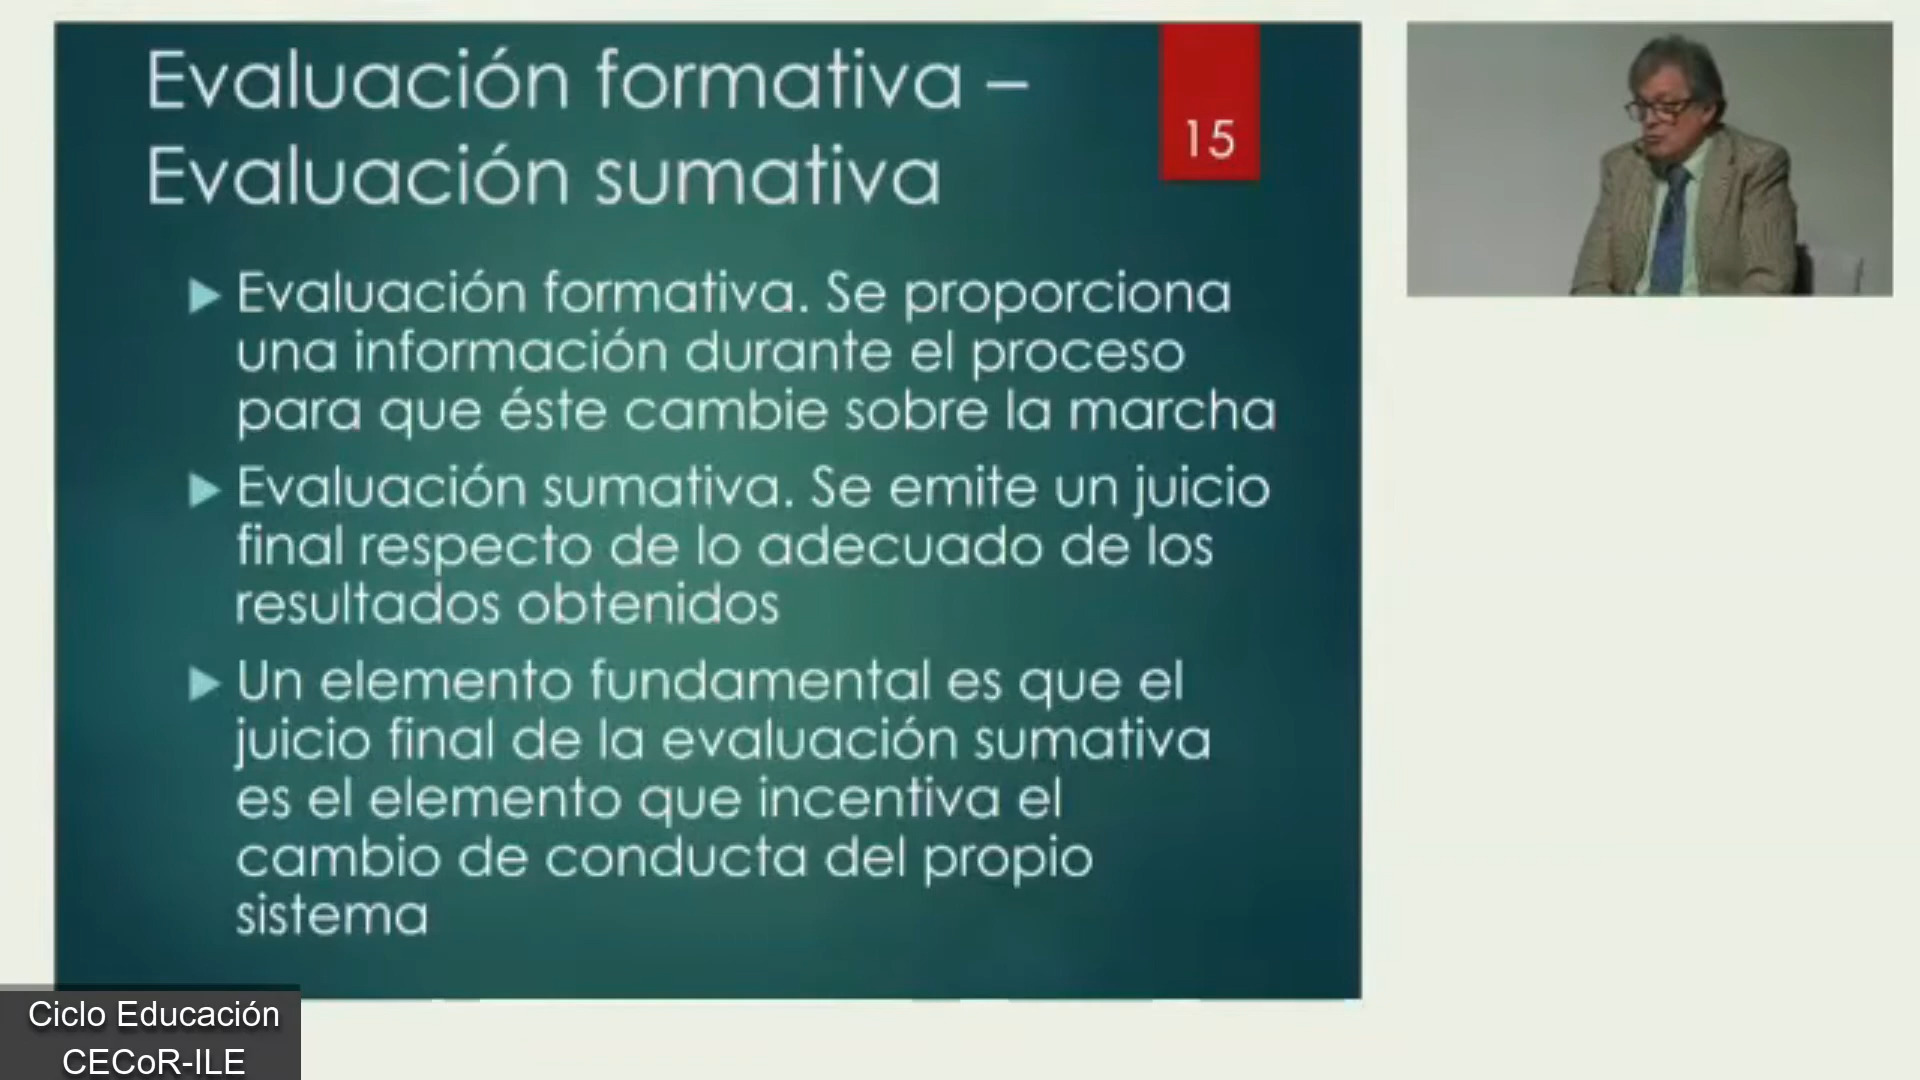 Evaluación formativa –
Evaluación sumativa
15
Evaluación formativa. Se proporciona
una información durante el proceso
para que éste cambie sobre la marcha
Evaluación sumativa. Se emite un juicio
final respecto de lo adecuado de los
resultados obtenidos
Un elemento fundamental es que el
juicio final de la evaluación sumativa
es el elemento que incentiva el
cambio de conducta del propio
sistema
Ciclo Educación
CECoR-ILE